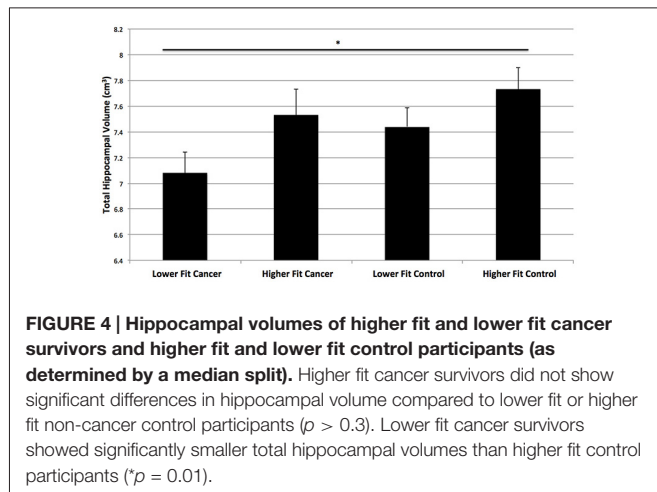 8.2
*
8
7.8
7.6
7.4
7.2
7
6.8
6.6
6.4
Total Hippocampal Volume (cm³)
Lower Fit Cancer Higher Fit Cancer Lower Fit Control Higher Fit Control
FIGURE 4 | Hippocampal volumes of higher fit and lower fit cancer
survivors and higher fit and lower fit control participants (as
determined by a median split). Higher fit cancer survivors did not show
significant differences in hippocampal volume compared to lower fit or higher
fit non-cancer control participants (p > 0.3). Lower fit cancer survivors
showed significantly smaller total hippocampal volumes than higher fit control
participants (*p = 0.01).